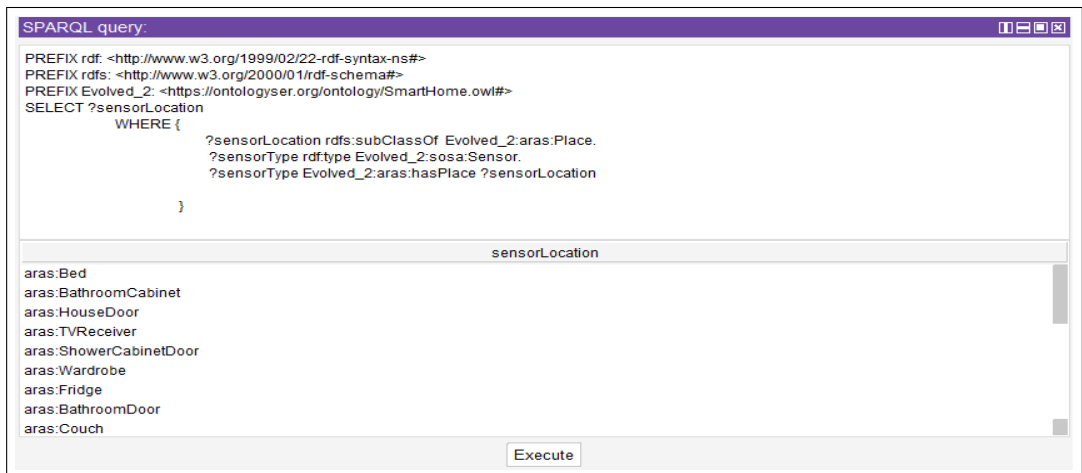 SPARQL query:
PREFIX rdf: <http://www.w3.org/1999/02/22-rdf-syntax-ns#>
PREFIX rdfs: <http://www.w3.org/2000/01/rdf-schema#>
PREFIX Evolved_2: <https://ontologyser.org/ontology/SmartHome.owl#>
SELECT ?sensorLocation
WHERE {
?sensorLocation rdfs:subClassOf Evolved_2:aras:Place.
?sensorType rdf:type Evolved_2:sosa:Sensor.
?sensorType Evolved_2:aras:hasPlace ?sensorLocation
}
sensorLocation
aras:Bed
aras:BathroomCabinet
aras:HouseDoor
aras:TVReceiver
aras:ShowerCabinetDoor
aras:Wardrobe
aras:Fridge
aras:BathroomDoor
aras:Couch
Execute